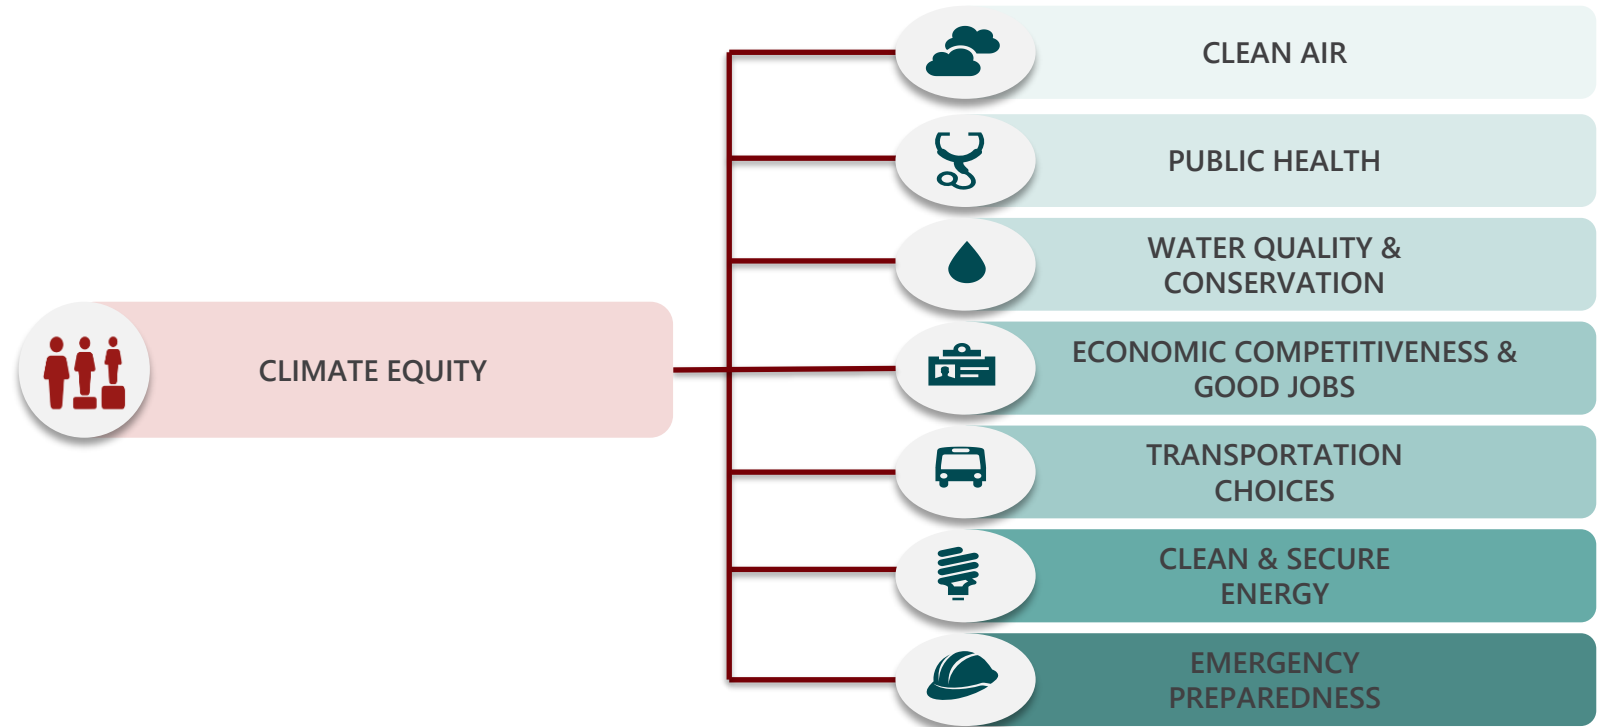 CLIMATE EQUITY
CLEAN AIR
PUBLIC HEALTH
WATER QUALITY &
CONSERVATION
ECONOMIC COMPETITIVENESS &
GOOD JOBS
TRANSPORTATION
CHOICES
CLEAN & SECURE
ENERGY
EMERGENCY
PREPAREDNESS